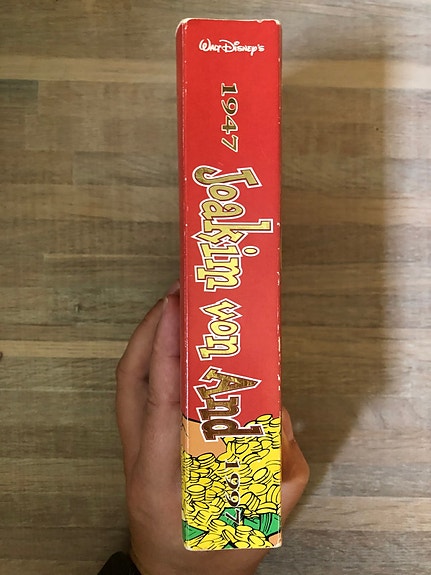 Walt Disney's
1947
Joakim von And
1997